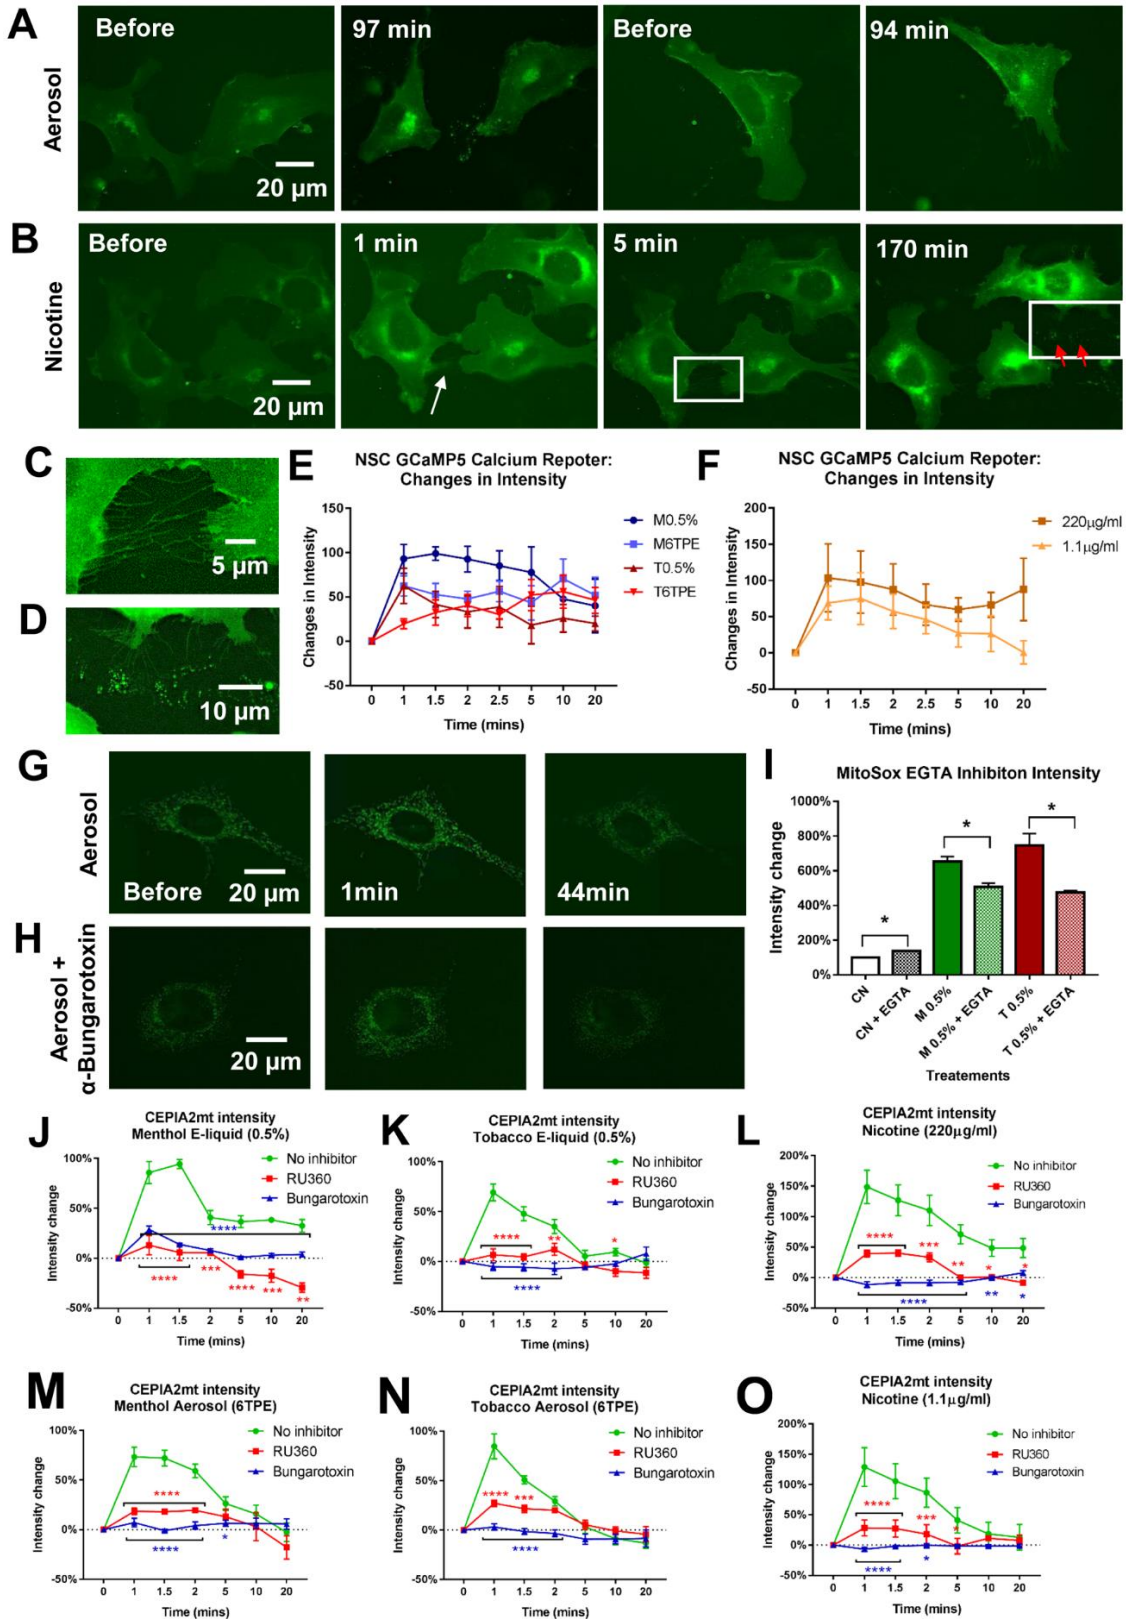 A
Aerosol
Before
97 min
Before
94 min
20 µm
B
Nicotine
Before
1 min
5 min
170 min
20 µm
C
5 µm
D
10 µm
E
NSC GCaMP5 Calcium Repoter:
Changes in Intensity
Changes in Intensity
150
100
50
0
-50
0 1 1.5 2 2.5 5 10 20
Time (mins)
M0.5%
M6TPE
T0.5%
T6TPE
F
NSC GCaMP5 Calcium Repoter:
Changes in Intensity
Changes in Intensity
200
150
100
50
0
-50
0 1 1.5 2 2.5 5 10 20
Time (mins)
220µg/ml
1.1µg/ml
G
Aerosol
Before
20 µm
1min
44min
H
Aerosol +
α-Bungarotoxin
20 µm
I
MitoSox EGTA Inhibiton Intensity
Intensity change
1000%
800%
600%
400%
200%
0%
*
*
*
CN
CN + EGTA
M 0.5%
M 0.5% + EGTA
T 0.5%
T 0.5% + EGTA
Treatements
J
CEPIA2mt intensity
Menthol E-liquid (0.5%)
Intensity change
100%
50%
0%
-50%
No inhibitor
RU360
Bungarotoxin
****
****
***
****
***
**
0 1 1.5 2 5 10 20
Time (mins)
K
CEPIA2mt intensity
Tobacco E-liquid (0.5%)
Intensity change
100%
50%
0%
-50%
No inhibitor
RU360
Bungarotoxin
****
**
*
****
0 1 1.5 2 5 10 20
Time (mins)
L
CEPIA2mt intensity
Nicotine (220µg/ml)
Intensity change
200%
150%
100%
50%
0%
-50%
No inhibitor
RU360
Bungarotoxin
****
***
**
*
*
****
**
*
0 1 1.5 2 5 10 20
Time (mins)
M
CEPIA2mt intensity
Menthol Aerosol (6TPE)
Intensity change
100%
50%
0%
-50%
No inhibitor
RU360
Bungarotoxin
****
****
*
0 1 1.5 2 5 10 20
Time (mins)
N
CEPIA2mt intensity
Tobacco Aerosol (6TPE)
Intensity change
100%
50%
0%
-50%
No inhibitor
RU360
Bungarotoxin
****
***
****
0 1 1.5 2 5 10 20
Time (mins)
O
CEPIA2mt intensity
Nicotine (1.1µg/ml)
Intensity change
200%
150%
100%
50%
0%
-50%
No inhibitor
RU360
Bungarotoxin
****
***
*
****
*
0 1 1.5 2 5 10 20
Time (mins)